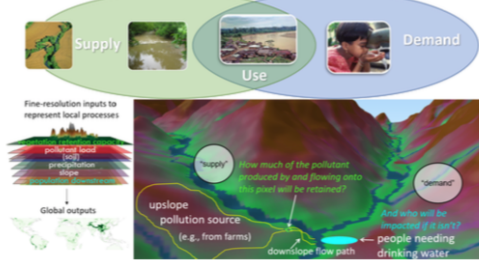 Supply
Use
Demand
Fine-resolution inputs to
represent local processes
pollutant load
(soil)
precipitation
slope
Global outputs
"supply"
How much of the pollutant
produced by and flowing onto
this pixel will be retained?
"demand"
upslope
pollution source
(e.g., from farms)
And who will be
impacted if it isn't?
people needing
drinking water
downslope flow path